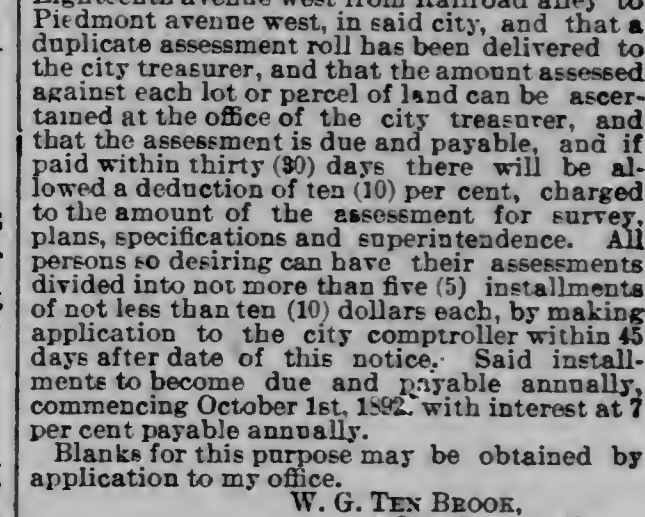 Eighteenth avenue west from Railroad alley to
Piedmont avenue west, in said city, and that a
duplicate assessment roll has been delivered to
the city treasurer, and that the amount assessed
against each lot or parcel of land can be ascer-
tained at the office of the city treasurer, and
that the assessment is due and payable, and if
paid within thirty (30) days there will be al-
lowed a deduction of ten (10) per cent, charged
to the amount of the assessment for survey,
plans, specifications and superintendence. All
persons so desiring can have their assessments
divided into not more than five (5) installments
of not less than ten (10) dollars each, by making
application to the city comptroller within 45
days after date of this notice. Said install-
ments to become due and payable annually,
commencing October 1st, 1892. with interest at 7
per cent payable annually.
Blanks for this purpose may be obtained by
application to my office.
W. G. TEN BROOK,